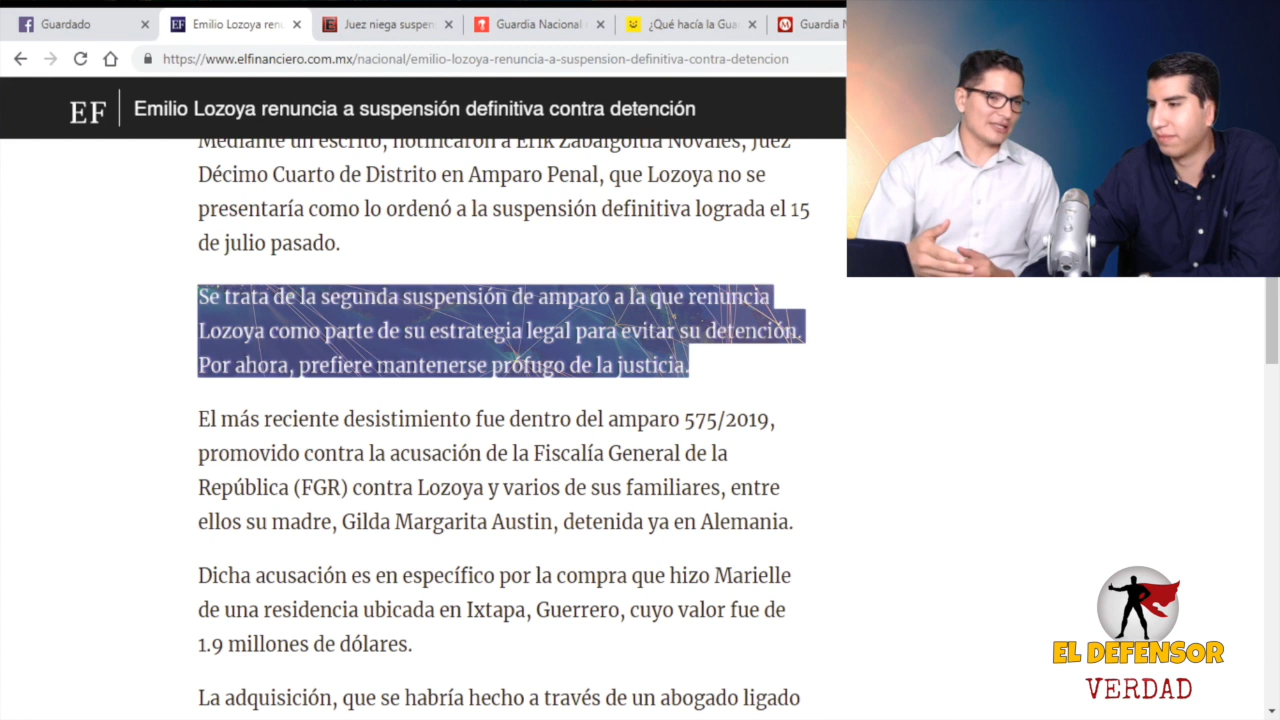 Guardado
Emilio Lozoya ren
Juez niega suspen
Guardia Nacional
¿Qué hacía la Gua
Guardia N
https://www.elfinanciero.com.mx/nacional/emilio-lozoya-renuncia-a-suspension-definitiva-contra-detencion
EF Emilio Lozoya renuncia a suspensión definitiva contra detención
Mediante un escrito, notificaron a Erik Zabalgoitia Novales, juez
Décimo Cuarto de Distrito en Amparo Penal, que Lozoya no se
presentaría como lo ordenó a la suspensión definitiva lograda el 15
de julio pasado.
Se trata de la segunda suspensión de amparo a la que renuncia
Lozoya como parte de su estrategia legal para evitar su detención.
Por ahora, prefiere mantenerse prófugo de la justicia.
El más reciente desistimiento fue dentro del amparo 575/2019,
promovido contra la acusación de la Fiscalía General de la
República (FGR) contra Lozoya y varios de sus familiares, entre
ellos su madre, Gilda Margarita Austin, detenida ya en Alemania.
Dicha acusación es en específico por la compra que hizo Marielle
de una residencia ubicada en Ixtapa, Guerrero, cuyo valor fue de
1.9 millones de dólares.
La adquisición, que se habría hecho a través de un abogado ligado
EL DEFENSOR
VERDAD